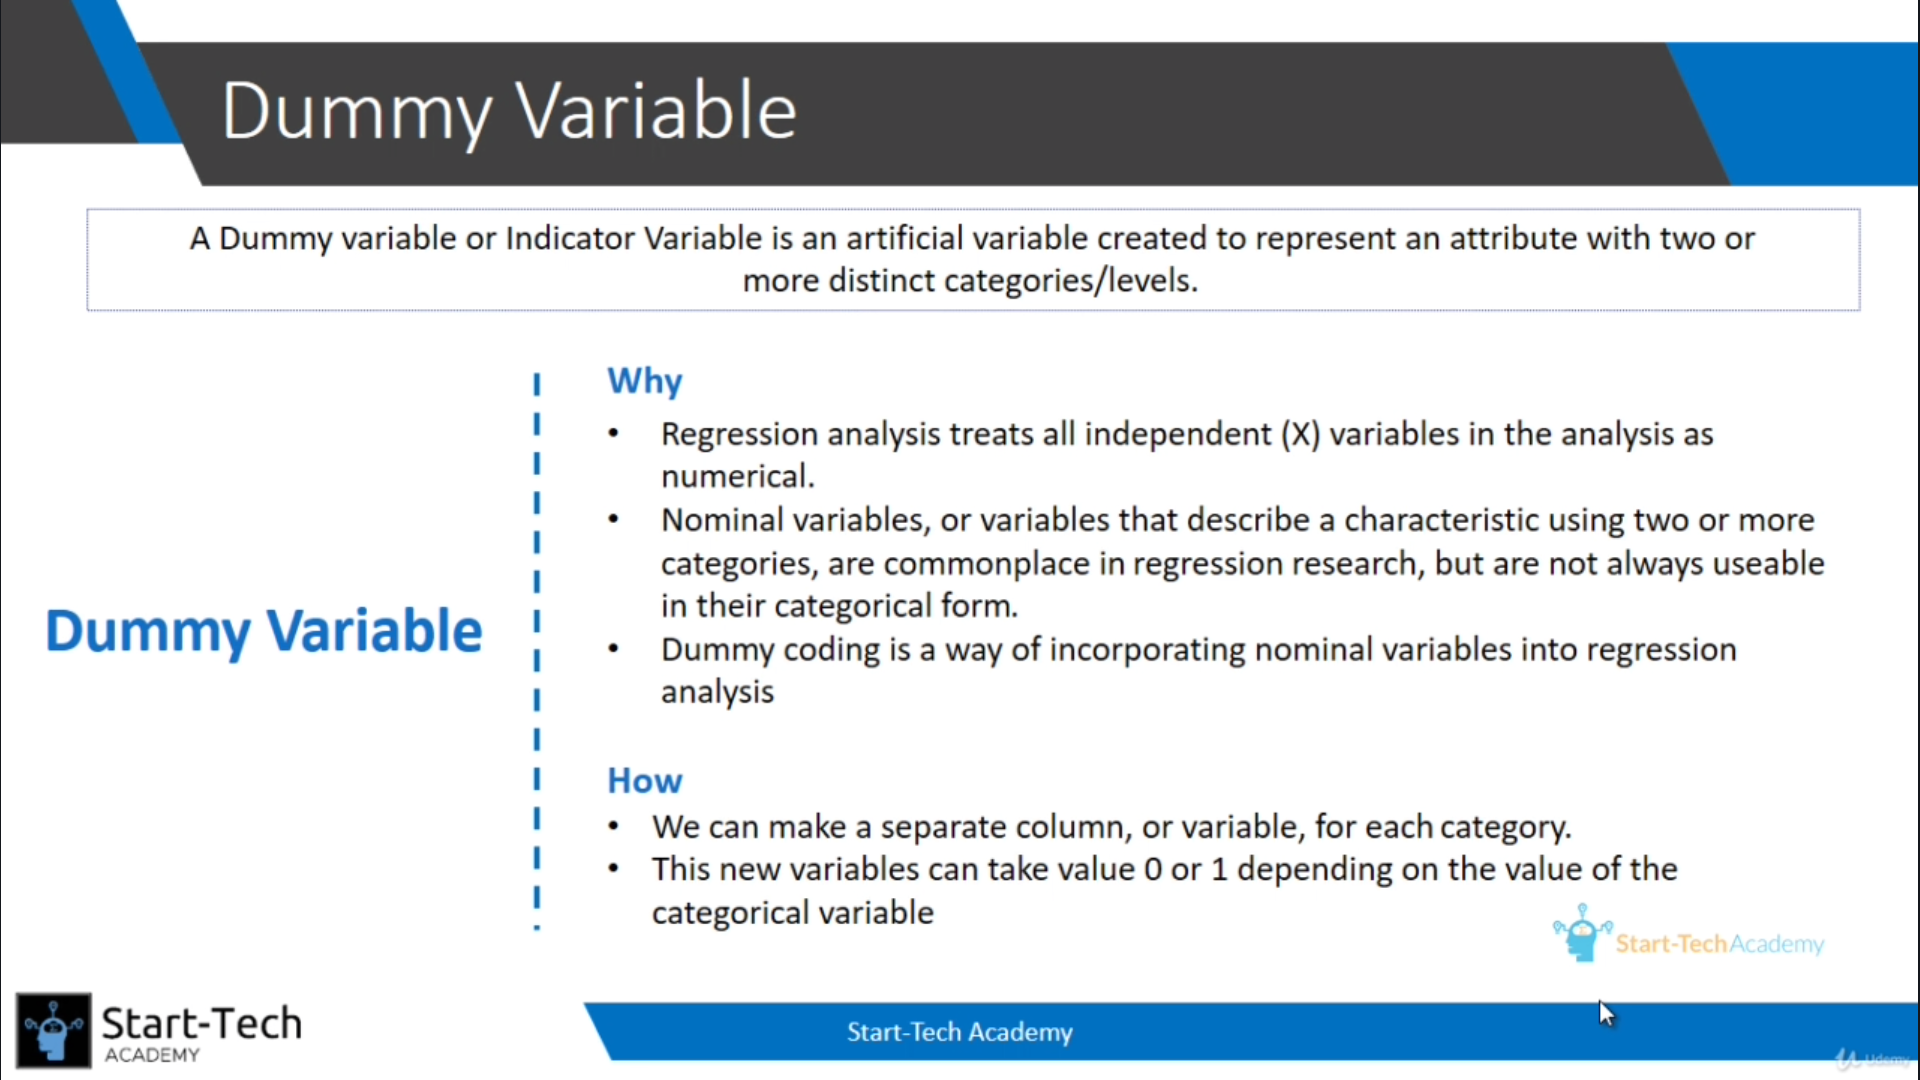 Dummy Variable
A Dummy variable or Indicator Variable is an artificial variable created to represent an attribute with two or
more distinct categories/levels.
Dummy Variable
Why
• Regression analysis treats all independent (X) variables in the analysis as
numerical.
• Nominal variables, or variables that describe a characteristic using two or more
categories, are commonplace in regression research, but are not always useable
in their categorical form.
• Dummy coding is a way of incorporating nominal variables into regression
analysis
How
• We can make a separate column, or variable, for each category.
• This new variables can take value 0 or 1 depending on the value of the
categorical variable
Start-TechAcademy
Start-Tech
ACADEMY
Start-Tech Academy
Udemy